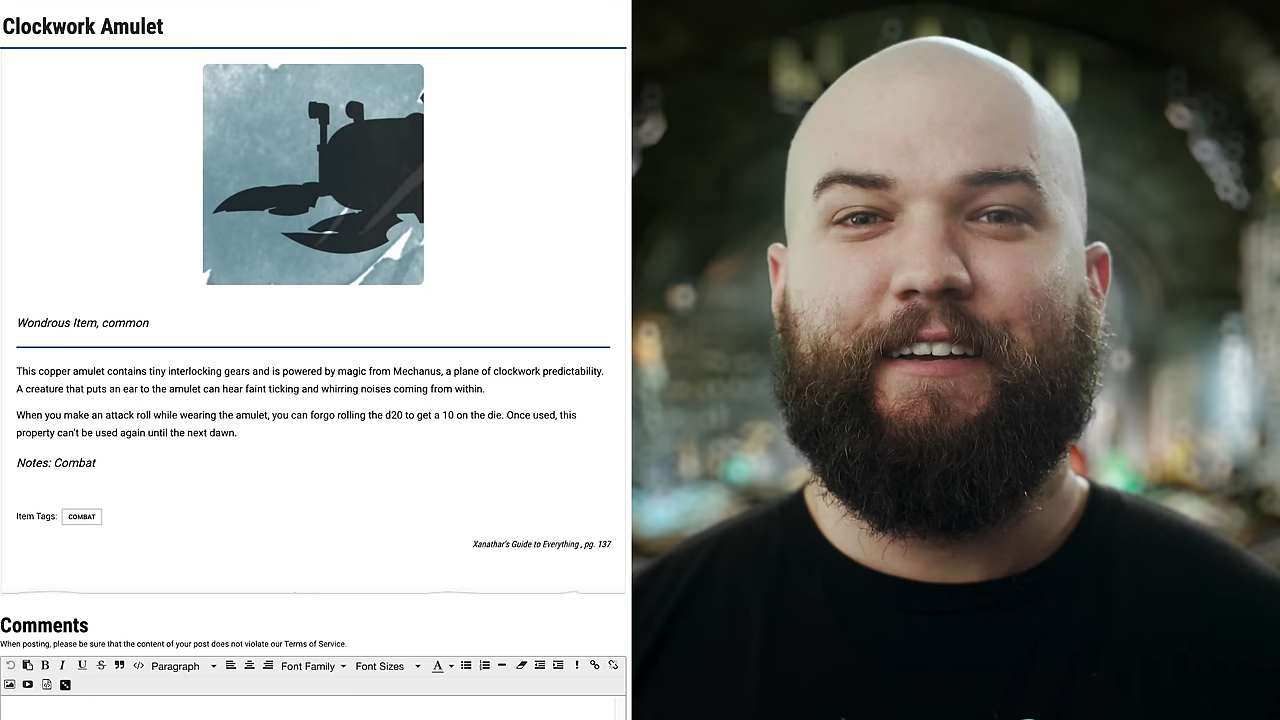 Clockwork Amulet
Wondrous Item, common
This copper amulet contains tiny interlocking gears and is powered by magic from Mechanus, a plane of clockwork predictability.
A creature that puts an ear to the amulet can hear faint ticking and whirring noises coming from within.
When you make an attack roll while wearing the amulet, you can forgo rolling the d20 to get a 10 on the die. Once used, this
property can't be used again until the next dawn.
Notes: Combat
Item Tags: COMBAT
Xanathar's Guide to Everything , pg. 137
Comments
When posting, please be sure that the content of your post does not violate our Terms of Service.
B I U S Paragraph Font Family Font Sizes A